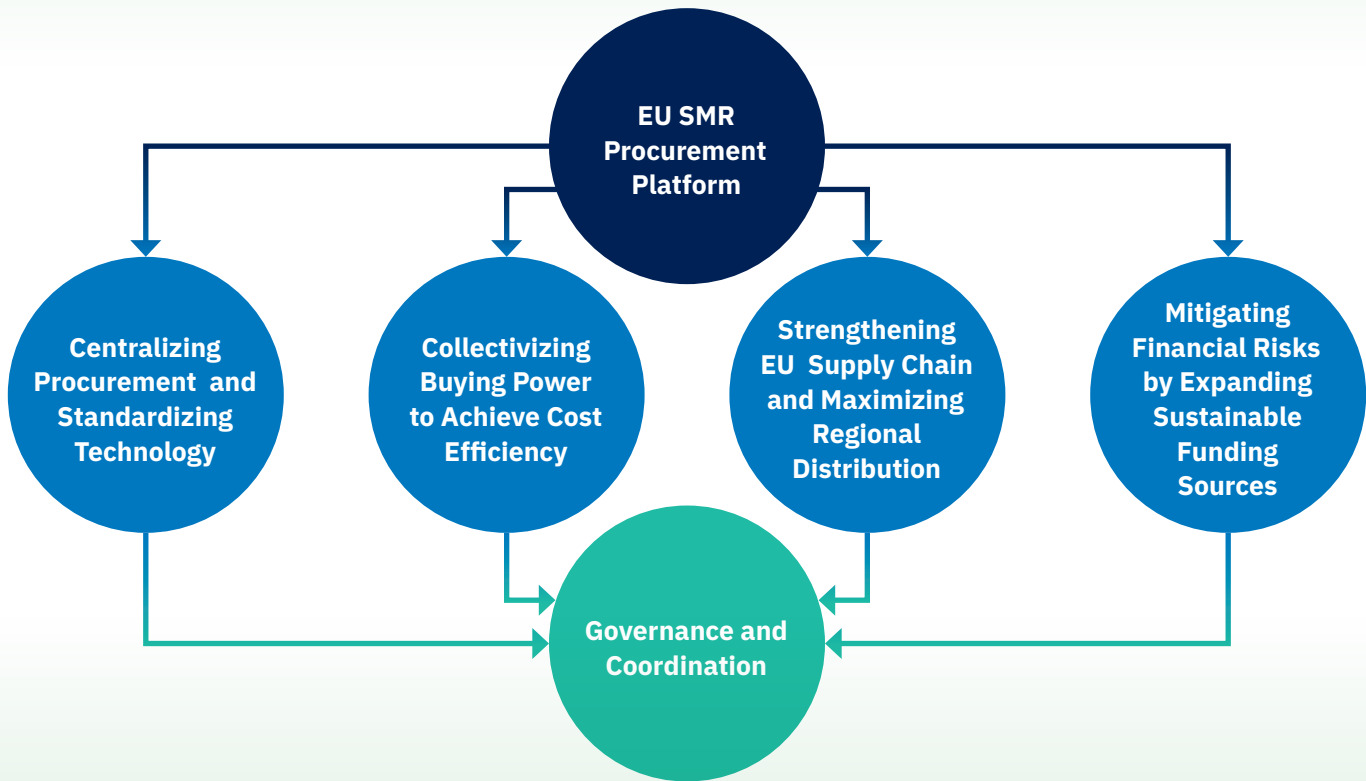 EU SMR
Procurement
Platform
Centralizing
Procurement and
Standardizing
Technology
Collectivizing
Buying Power
to Achieve Cost
Efficiency
Strengthening
EU Supply Chain
and Maximizing
Regional
Distribution
Mitigating
Financial Risks
by Expanding
Sustainable
Funding
Sources
Governance and
Coordination